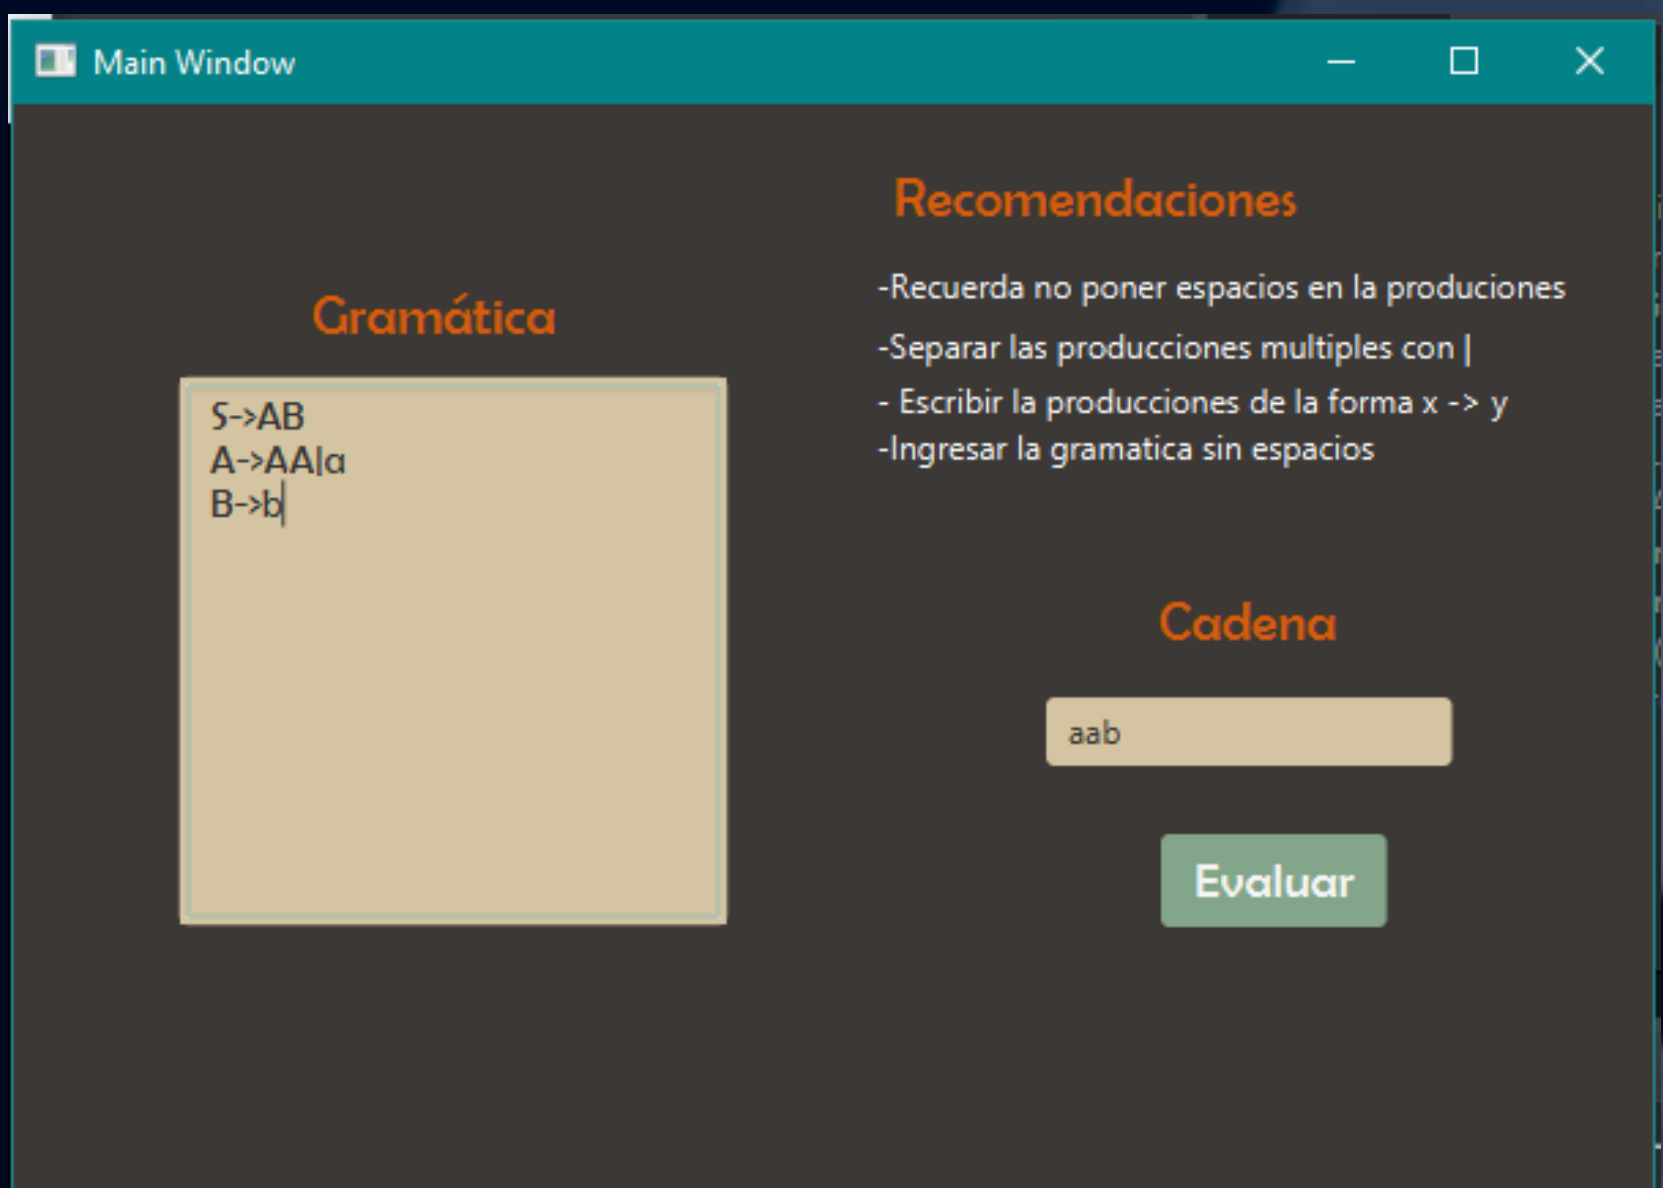 Main Window
Recomendaciones
-Recuerda no poner espacios en la produciones
-Separar las producciones multiples con |
- Escribir la producciones de la forma x -> y
-Ingresar la gramatica sin espacios
Gramática
S->AB
A->AA|a
B->b
Cadena
aab
Evaluar